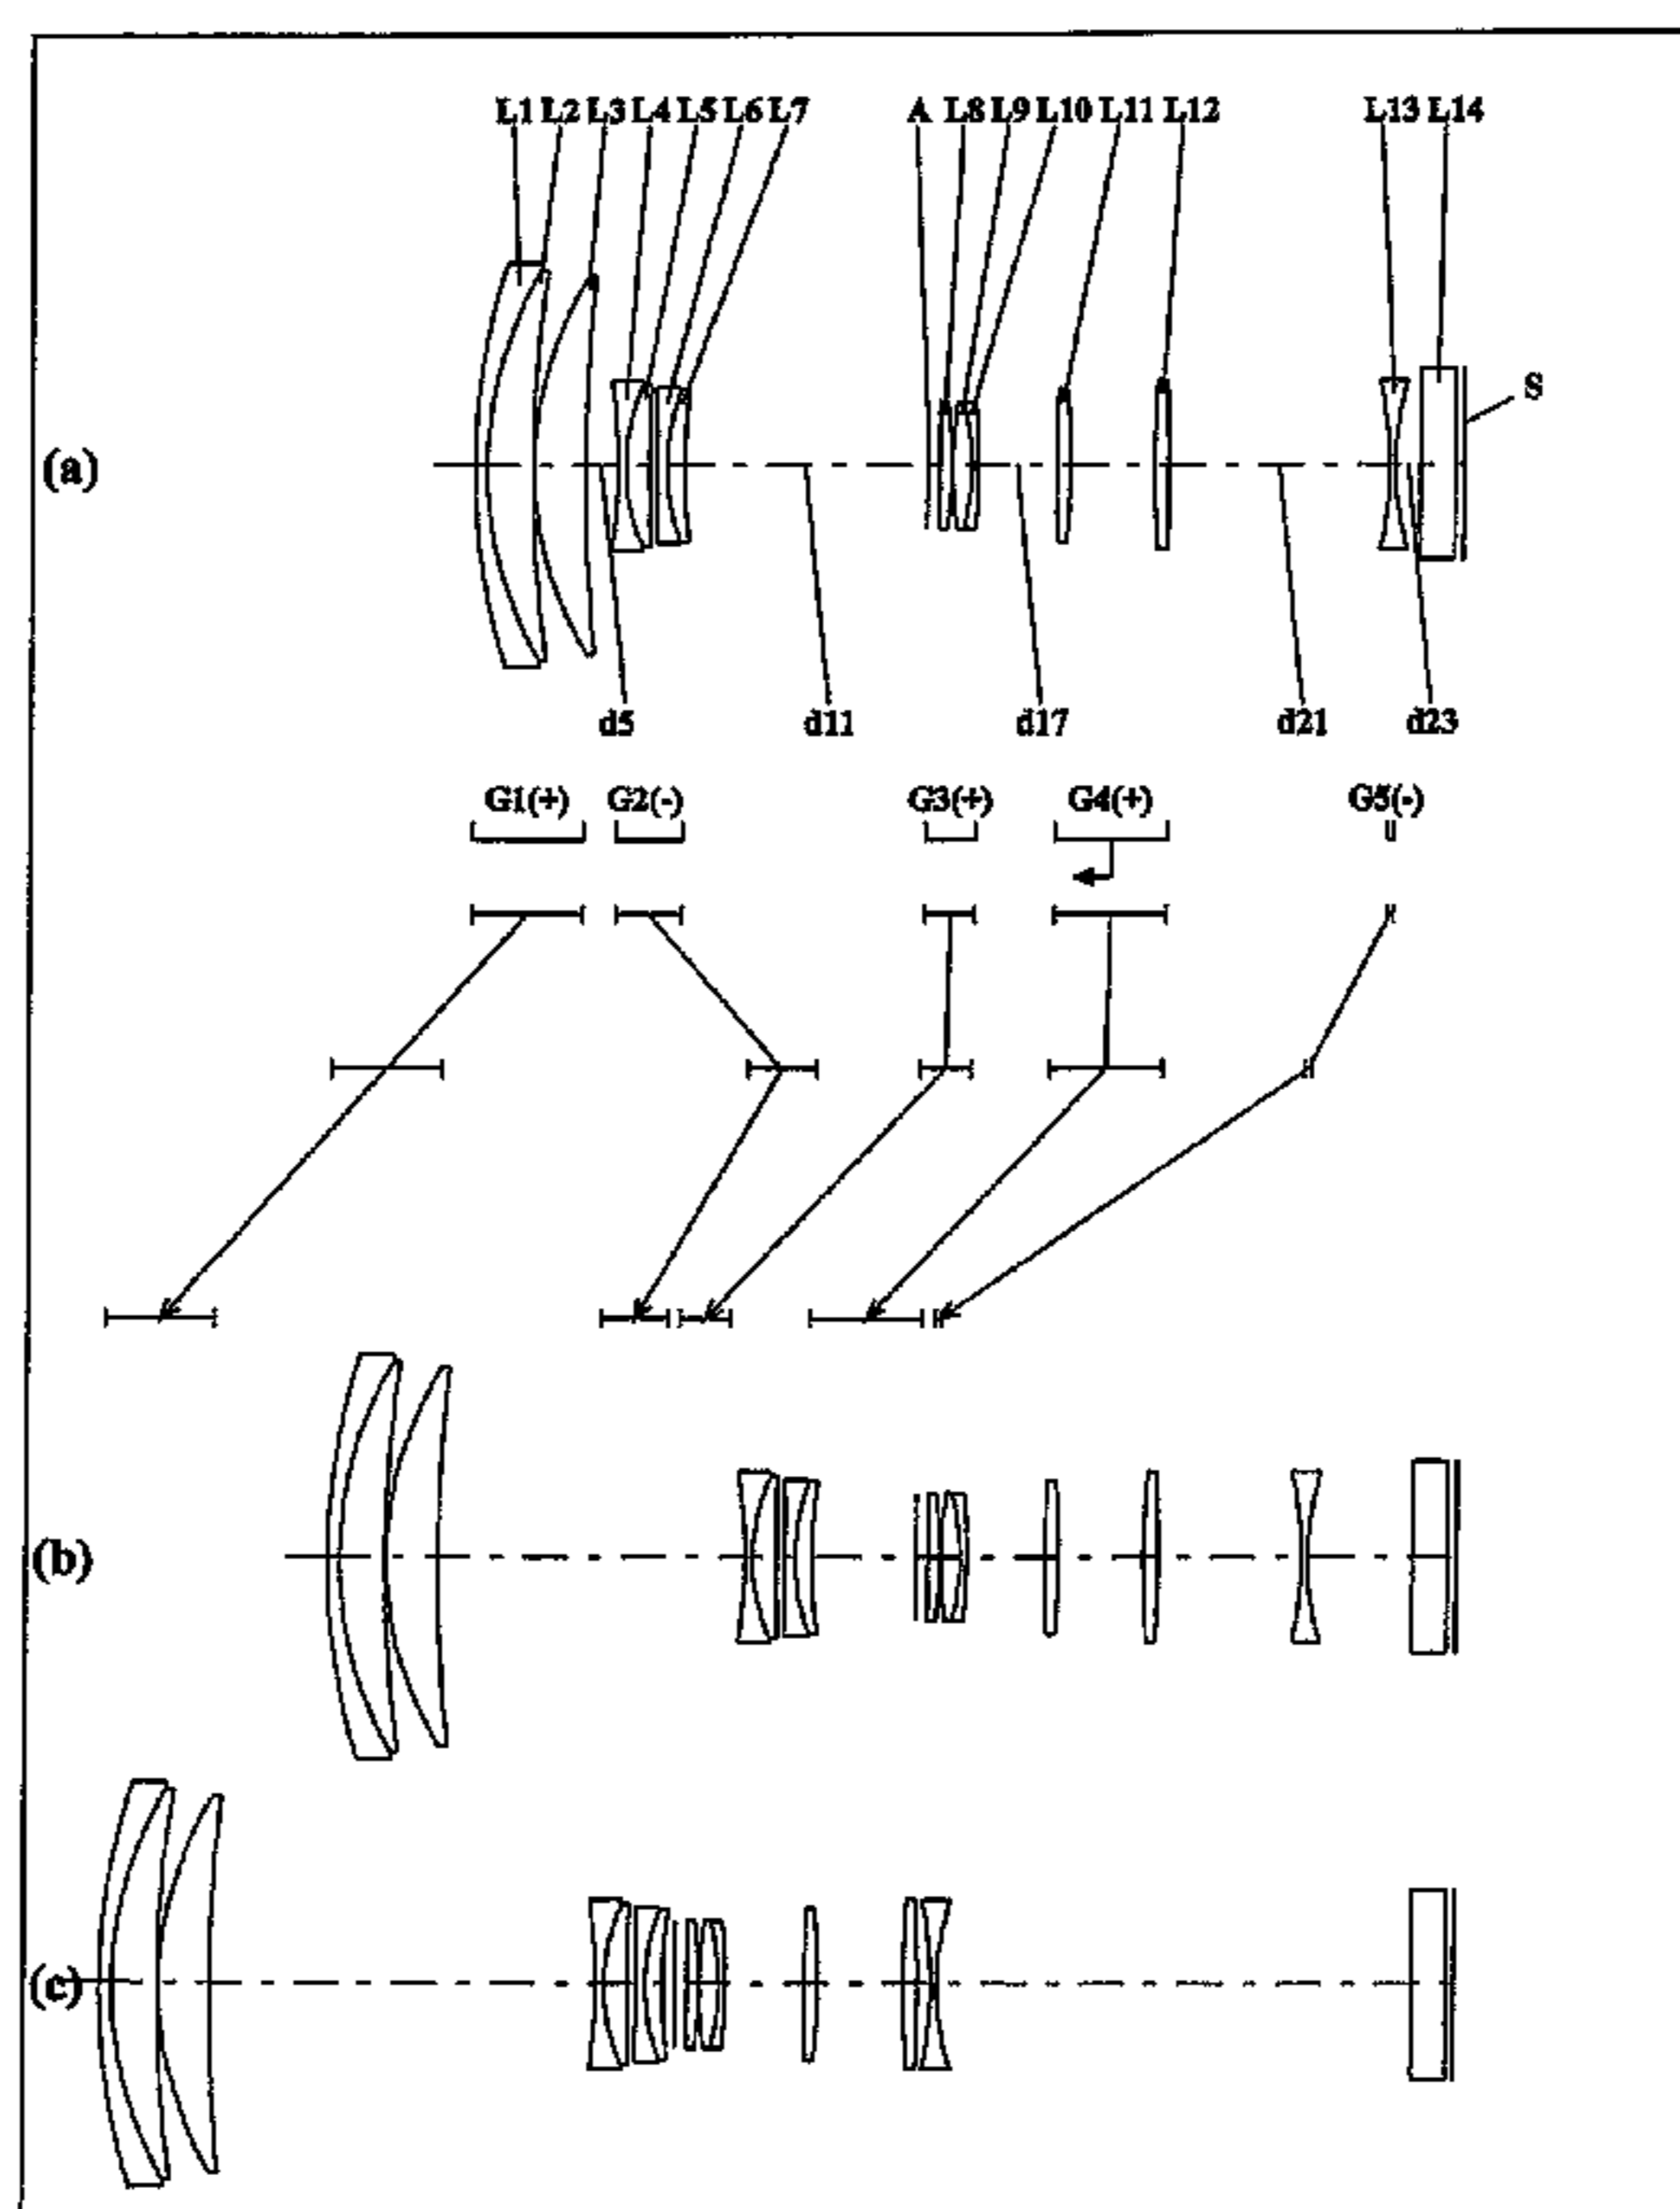 L1 L2 L3 L4 L5 L6 L7 A L8 L9 L10 L11 L12 L13 L14
S
(a)
d5 d11 d17 d21 d23
G1(+) G2(-) G3(+) G4(+) G5(-)
(b)
(c)